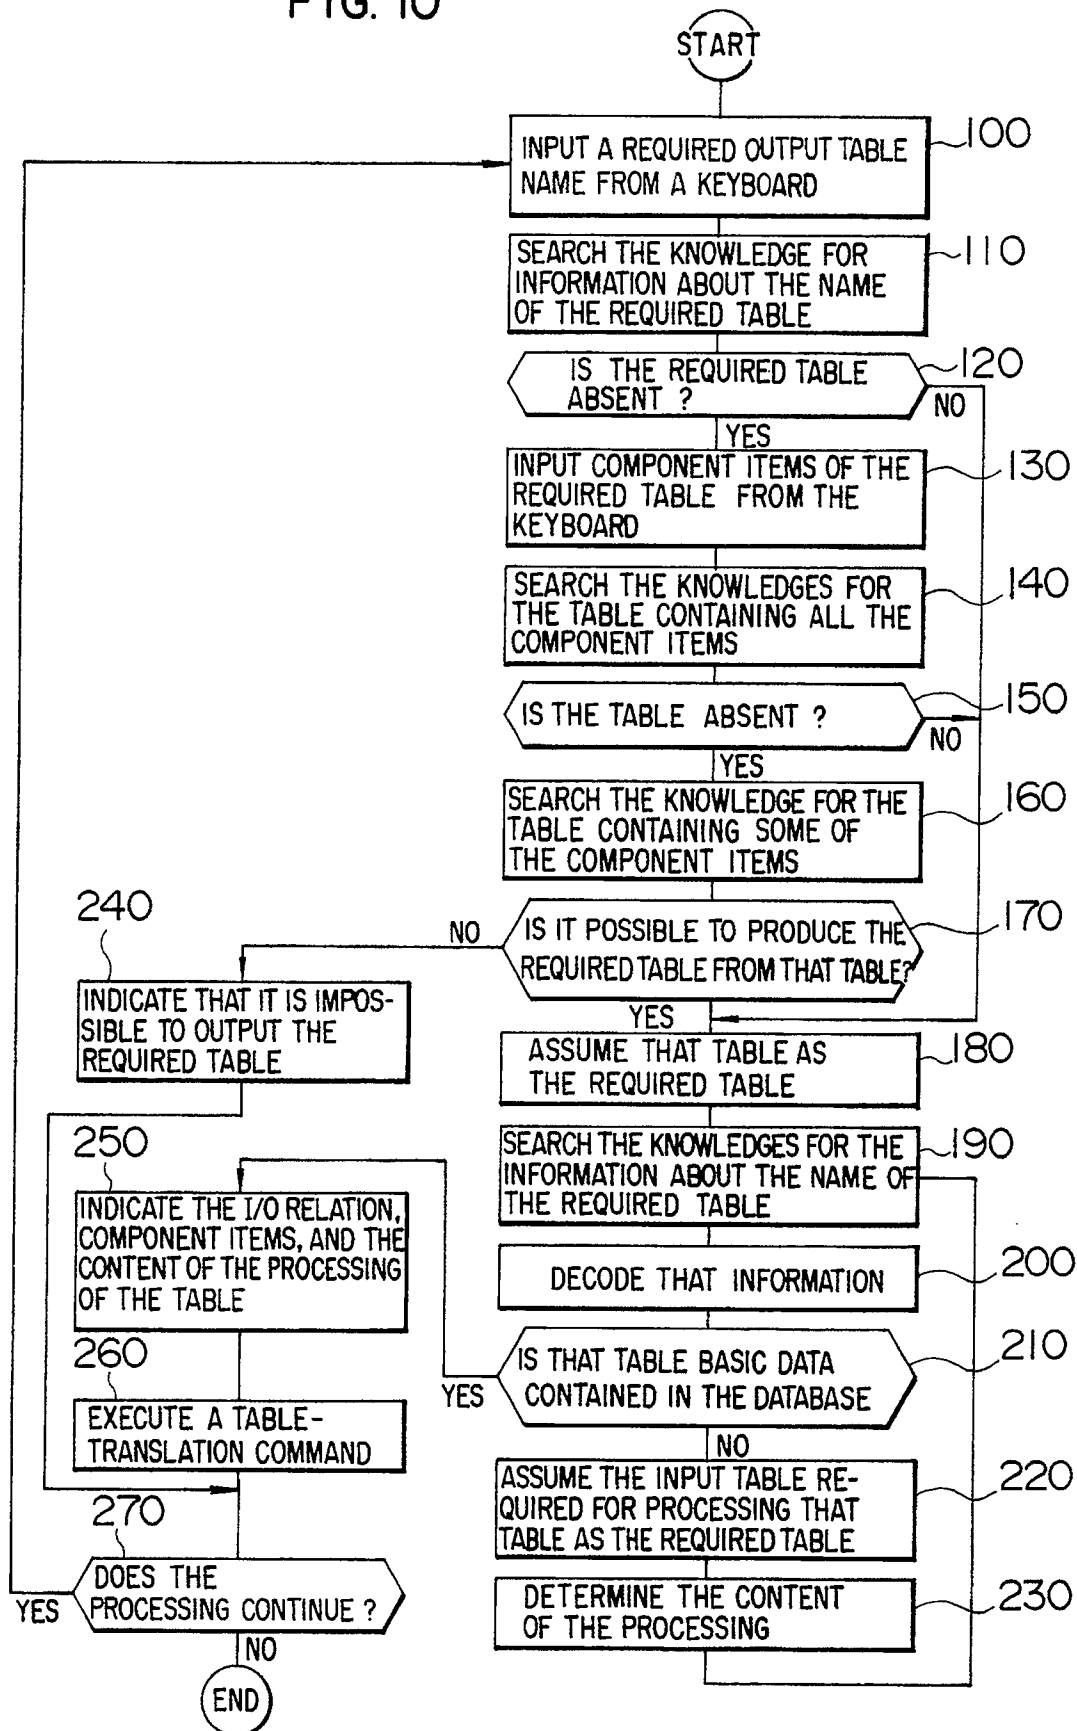 FIG. 10
START
INPUT A REQUIRED OUTPUT TABLE
NAME FROM A KEYBOARD
100
SEARCH THE KNOWLEDGE FOR
INFORMATION ABOUT THE NAME
OF THE REQUIRED TABLE
110
IS THE REQUIRED TABLE
ABSENT ?
120
NO
YES
INPUT COMPONENT ITEMS OF THE
REQUIRED TABLE FROM THE
KEYBOARD
130
SEARCH THE KNOWLEDGES FOR
THE TABLE CONTAINING ALL THE
COMPONENT ITEMS
140
IS THE TABLE ABSENT ?
150
NO
YES
SEARCH THE KNOWLEDGE FOR THE
TABLE CONTAINING SOME OF
THE COMPONENT ITEMS
160
IS IT POSSIBLE TO PRODUCE THE
REQUIRED TABLE FROM THAT TABLE?
170
NO
YES
240
INDICATE THAT IT IS IMPOS-
SIBLE TO OUTPUT THE
REQUIRED TABLE
ASSUME THAT TABLE AS
THE REQUIRED TABLE
180
SEARCH THE KNOWLEDGES FOR THE
INFORMATION ABOUT THE NAME OF
THE REQUIRED TABLE
190
DECODE THAT INFORMATION
200
IS THAT TABLE BASIC DATA
CONTAINED IN THE DATABASE
210
YES
NO
250
INDICATE THE I/O RELATION,
COMPONENT ITEMS, AND THE
CONTENT OF THE PROCESSING
OF THE TABLE
260
EXECUTE A TABLE-
TRANSLATION COMMAND
ASSUME THE INPUT TABLE RE-
QUIRED FOR PROCESSING THAT
TABLE AS THE REQUIRED TABLE
220
DETERMINE THE CONTENT
OF THE PROCESSING
230
270
DOES THE
PROCESSING CONTINUE ?
YES
NO
END